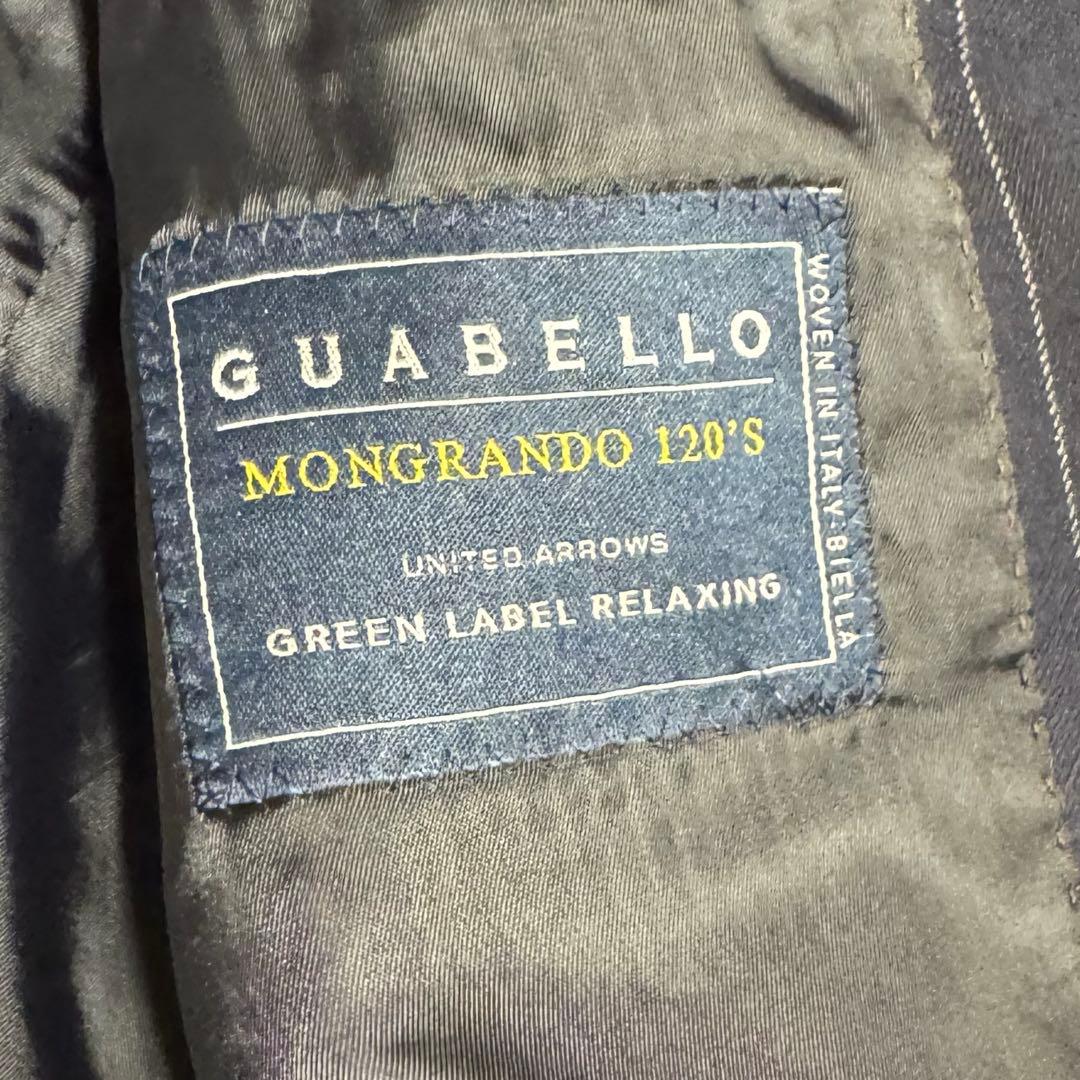 GUABELLO
MONGRANDO 120'S
UNITED ARROWS
GREEN LABEL RELAXING
WOVEN IN ITALY·BIELLA